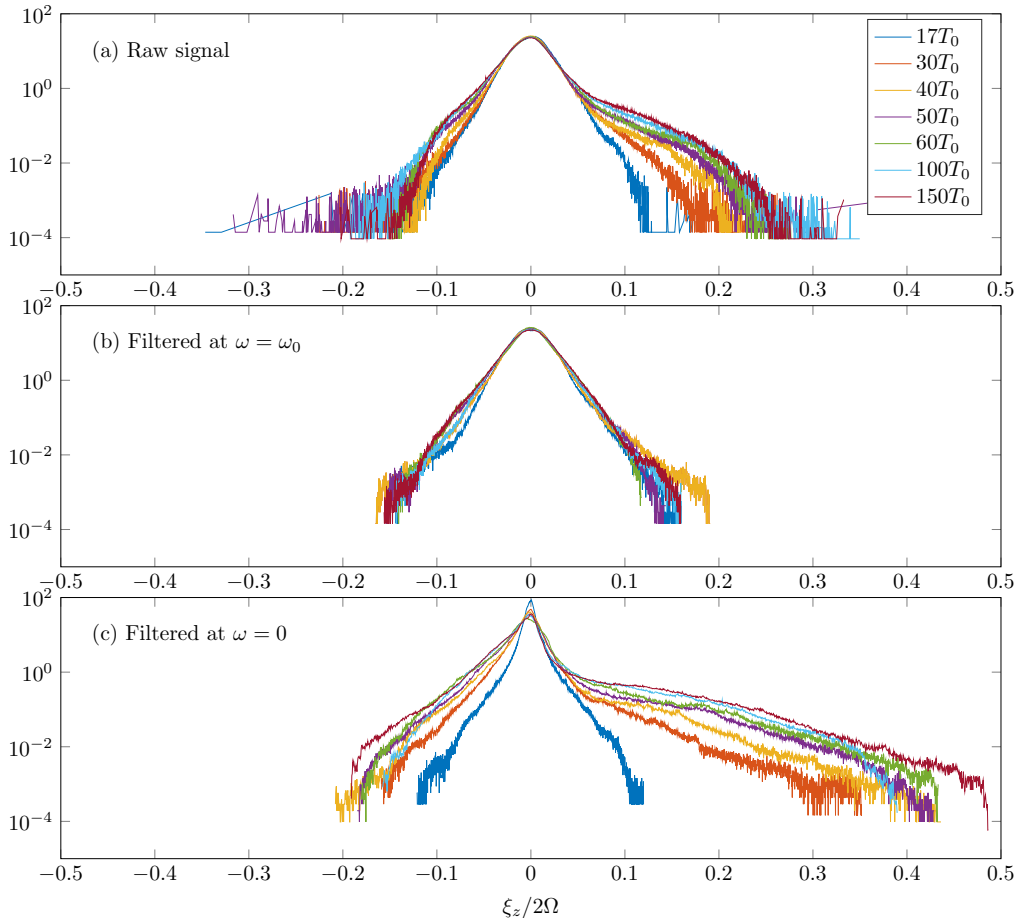 (a) Raw signal
10^2
10^0
10^−2
10^−4
17T_0
30T_0
40T_0
50T_0
60T_0
100T_0
150T_0
−0.5 −0.4 −0.3 −0.2 −0.1 0 0.1 0.2 0.3 0.4 0.5
(b) Filtered at ω = ω_0
10^2
10^0
10^−2
10^−4
−0.5 −0.4 −0.3 −0.2 −0.1 0 0.1 0.2 0.3 0.4 0.5
(c) Filtered at ω = 0
10^2
10^0
10^−2
10^−4
−0.5 −0.4 −0.3 −0.2 −0.1 0 0.1 0.2 0.3 0.4 0.5
ξ_z/2Ω